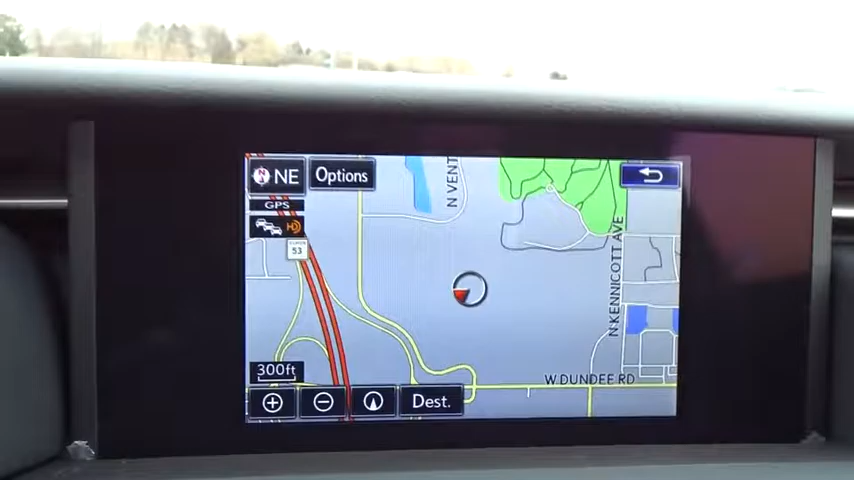 NE
Options
GPS
53
N VENT
N KENNICOTT AVE
300ft
W DUNDEE RD
Dest.